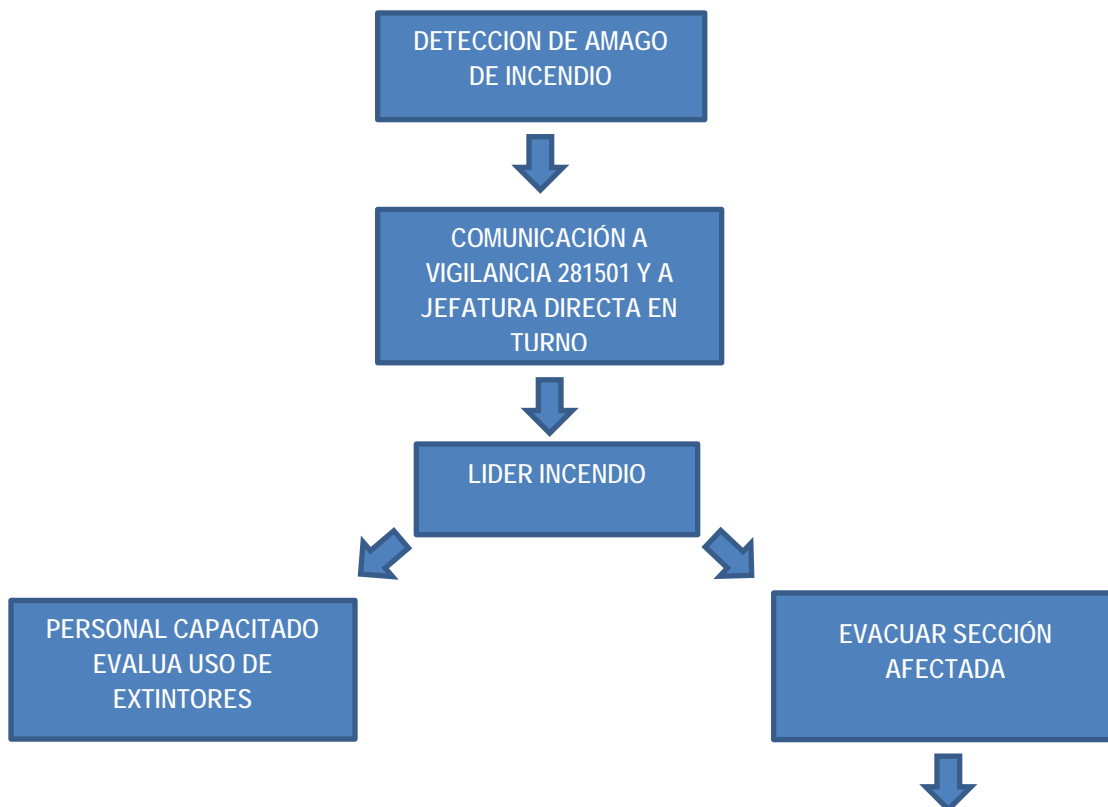 DETECCION DE AMAGO
DE INCENDIO
COMUNICACIÓN A
VIGILANCIA 281501 Y A
JEFATURA DIRECTA EN
TURNO
LIDER INCENDIO
PERSONAL CAPACITADO
EVALUA USO DE
EXTINTORES
EVACUAR SECCIÓN
AFECTADA